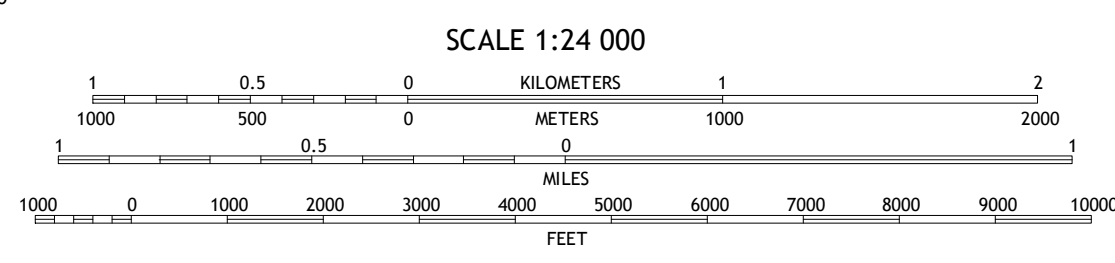 SCALE 1:24 000
1 0.5 0 KILOMETERS 1 2
1000 500 0 METERS 1000 2000
1 0.5 0 1
MILES
1000 0 1000 2000 3000 4000 5000 6000 7000 8000 9000 10000
FEET